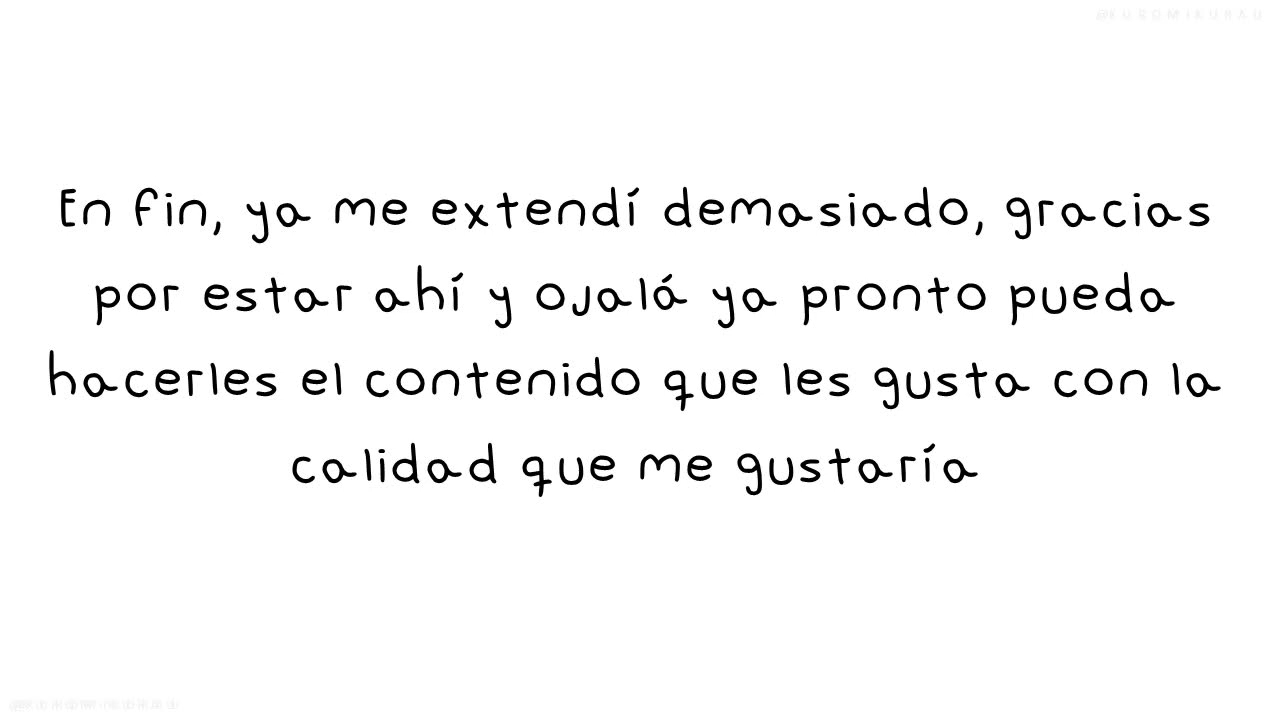 En fin, ya me extendí demasiado, gracias
por estar ahí y ojalá ya pronto pueda
hacerles el contenido que les gusta con la
calidad que me gustaría